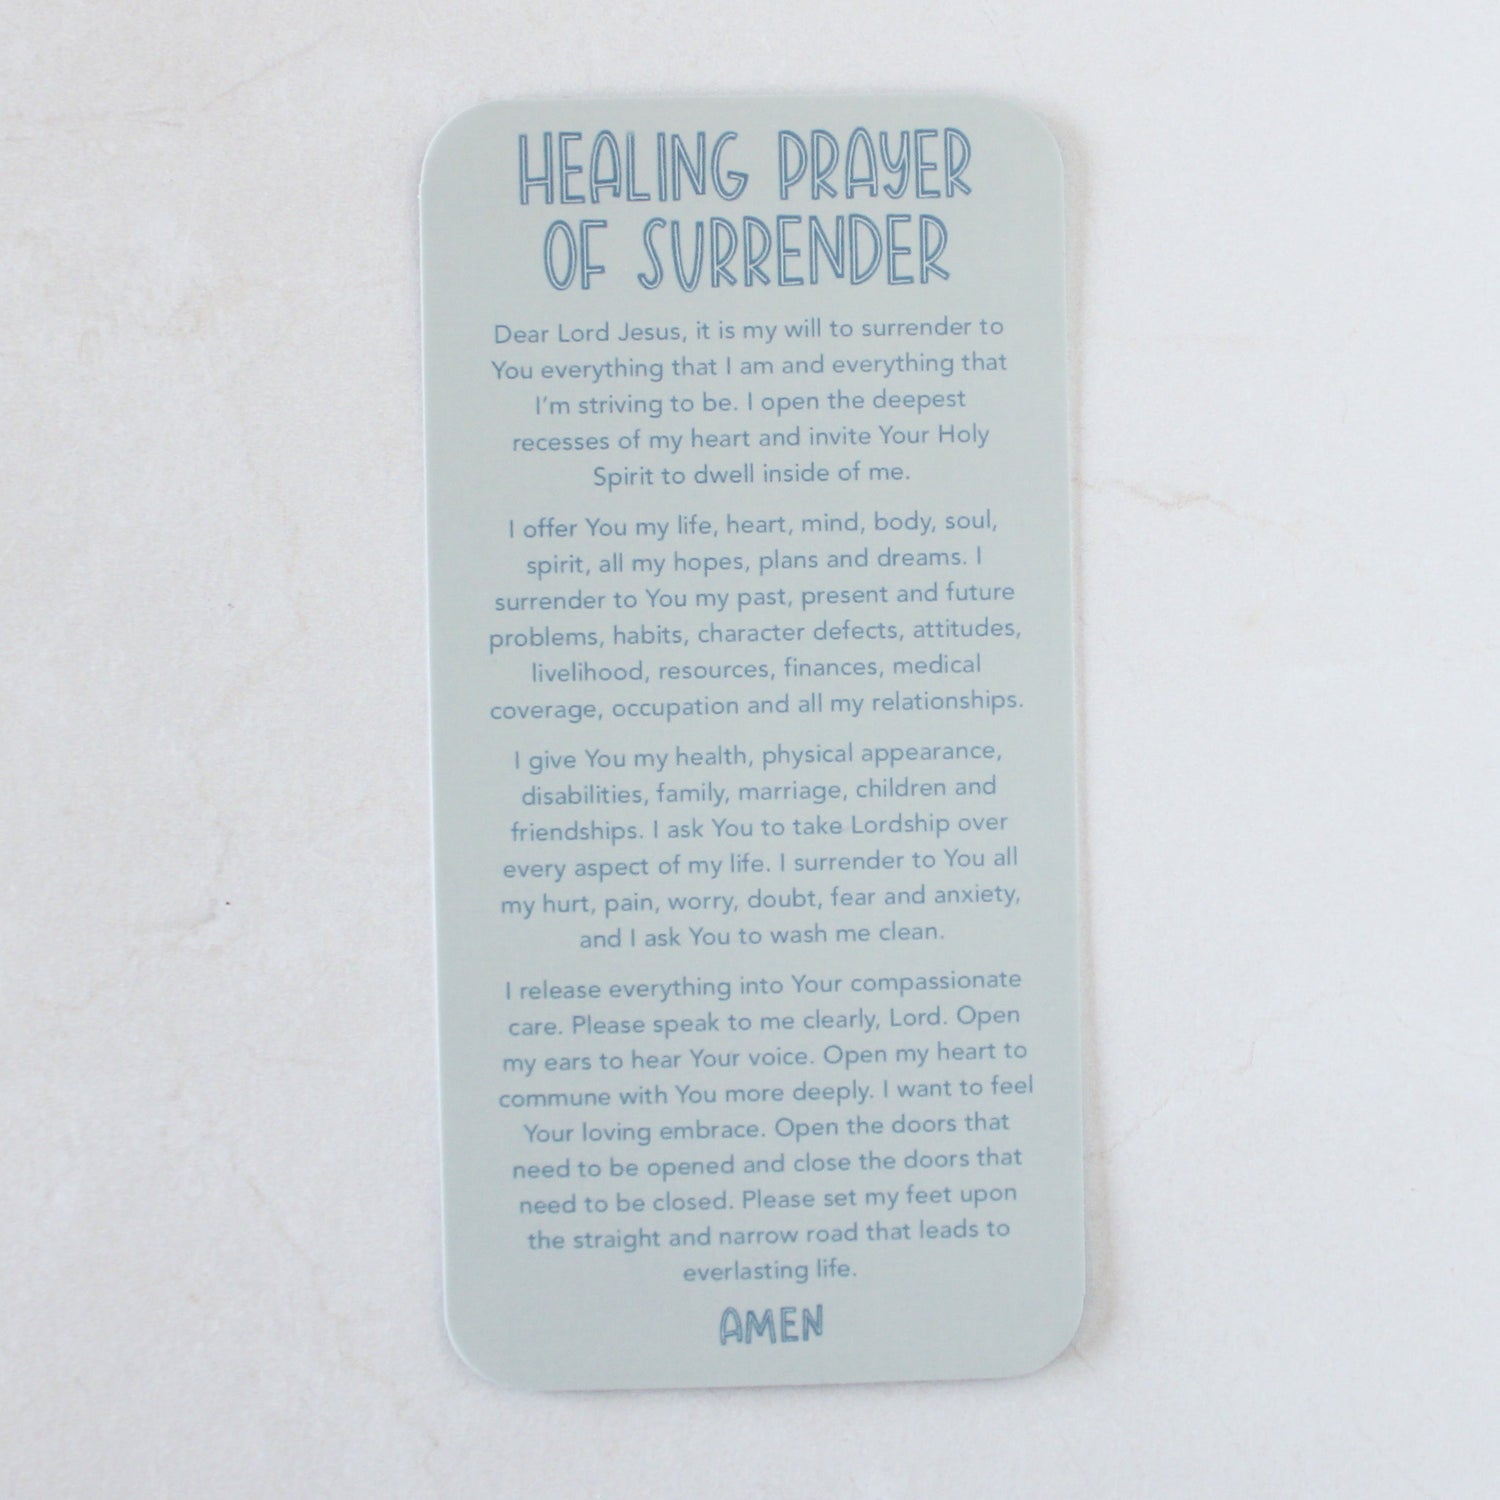 HEALING PRAYER
OF SURRENDER
Dear Lord Jesus, it is my will to surrender to
You everything that I am and everything that
I'm striving to be. I open the deepest
recesses of my heart and invite Your Holy
Spirit to dwell inside of me.
I offer You my life, heart, mind, body, soul,
spirit, all my hopes, plans and dreams. I
surrender to You my past, present and future
problems, habits, character defects, attitudes,
livelihood, resources, finances, medical
coverage, occupation and all my relationships.
I give You my health, physical appearance,
disabilities, family, marriage, children and
friendships. I ask You to take Lordship over
every aspect of my life. I surrender to You all
my hurt, pain, worry, doubt, fear and anxiety,
and I ask You to wash me clean.
I release everything into Your compassionate
care. Please speak to me clearly, Lord. Open
my ears to hear Your voice. Open my heart to
commune with You more deeply. I want to feel
Your loving embrace. Open the doors that
need to be opened and close the doors that
need to be closed. Please set my feet upon
the straight and narrow road that leads to
everlasting life.
AMEN